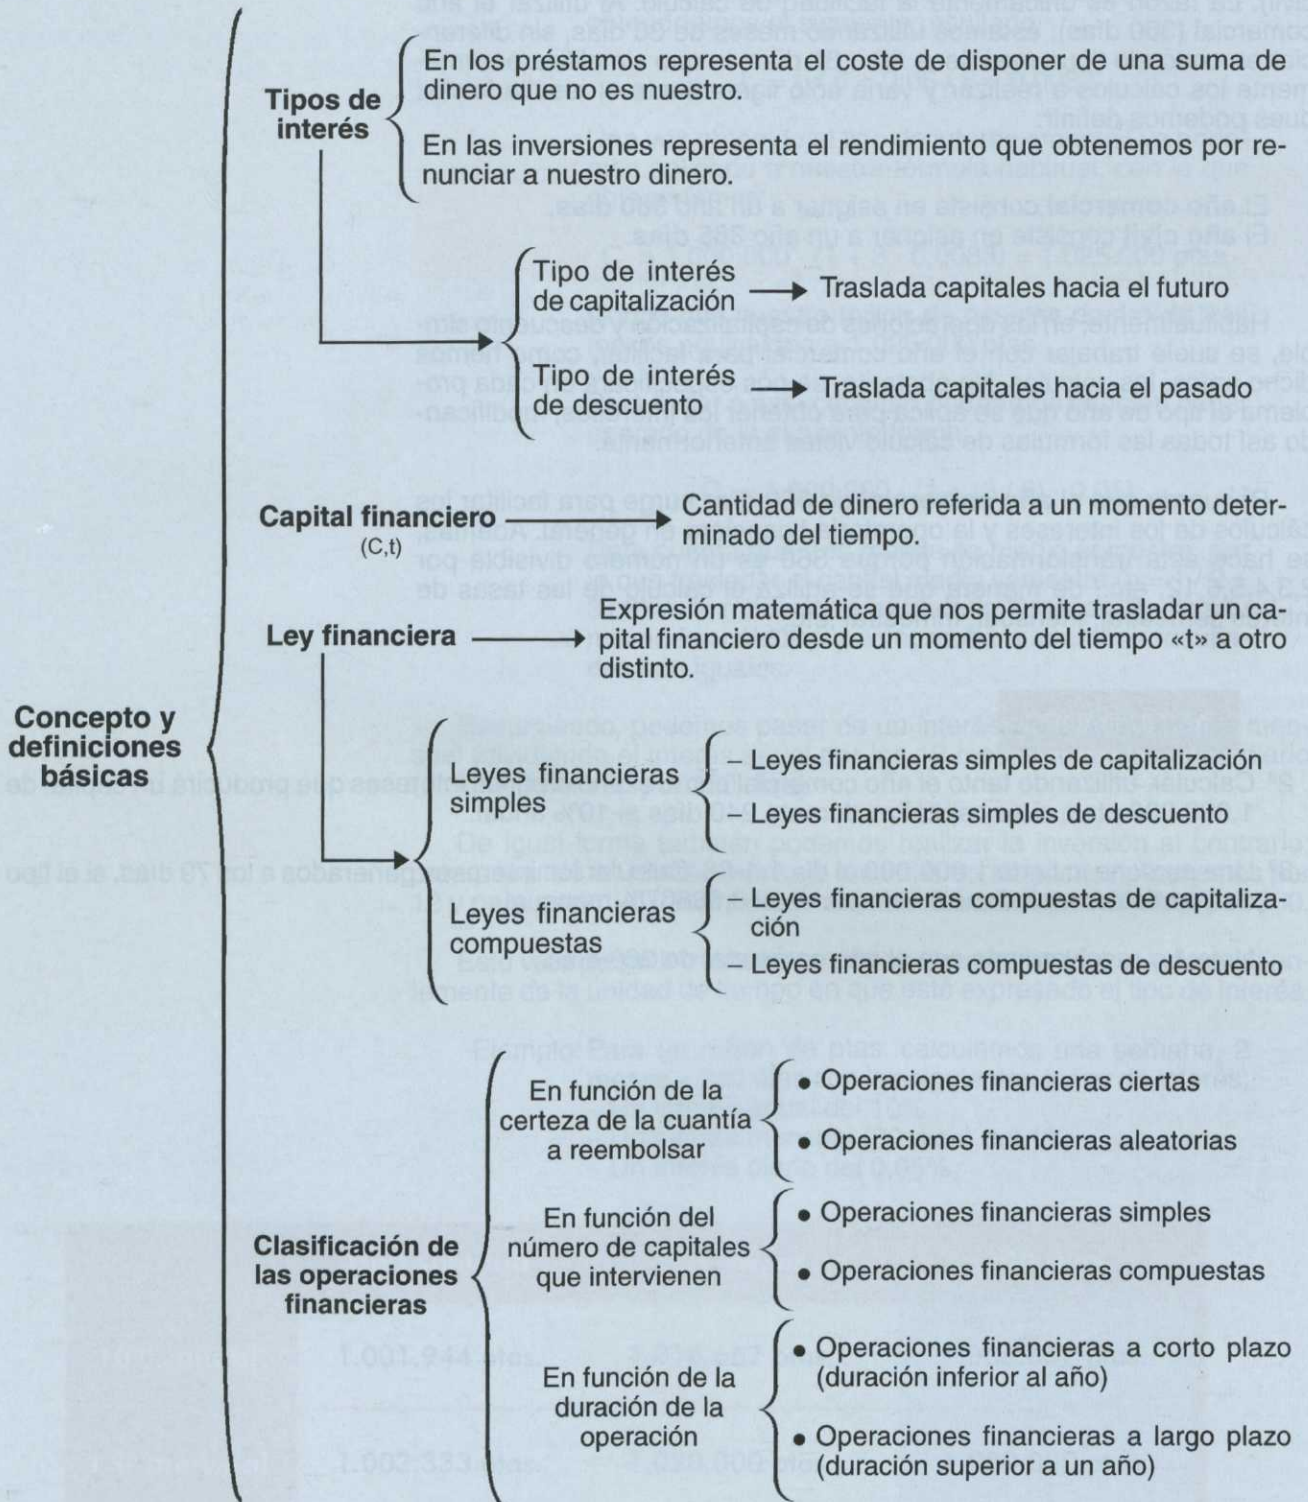 Tipos de
interés
En los préstamos representa el coste de disponer de una suma de
dinero que no es nuestro.
En las inversiones representa el rendimiento que obtenemos por re-
nunciar a nuestro dinero.
Tipo de interés
de capitalización
Traslada capitales hacia el futuro
Tipo de interés
de descuento
Traslada capitales hacia el pasado
Capital financiero
(C,t)
Cantidad de dinero referida a un momento deter-
minado del tiempo.
Ley financiera
Expresión matemática que nos permite trasladar un ca-
pital financiero desde un momento del tiempo «t» a otro
distinto.
Concepto y
definiciones
básicas
Leyes financieras
simples
– Leyes financieras simples de capitalización
– Leyes financieras simples de descuento
Leyes financieras
compuestas
– Leyes financieras compuestas de capitaliza-
ción
– Leyes financieras compuestas de descuento
Clasificación de
las operaciones
financieras
En función de la
certeza de la cuantía
a reembolsar
• Operaciones financieras ciertas
• Operaciones financieras aleatorias
En función del
número de capitales
que intervienen
• Operaciones financieras simples
• Operaciones financieras compuestas
En función de la
duración de la
operación
• Operaciones financieras a corto plazo
(duración inferior al año)
• Operaciones financieras a largo plazo
(duración superior a un año)